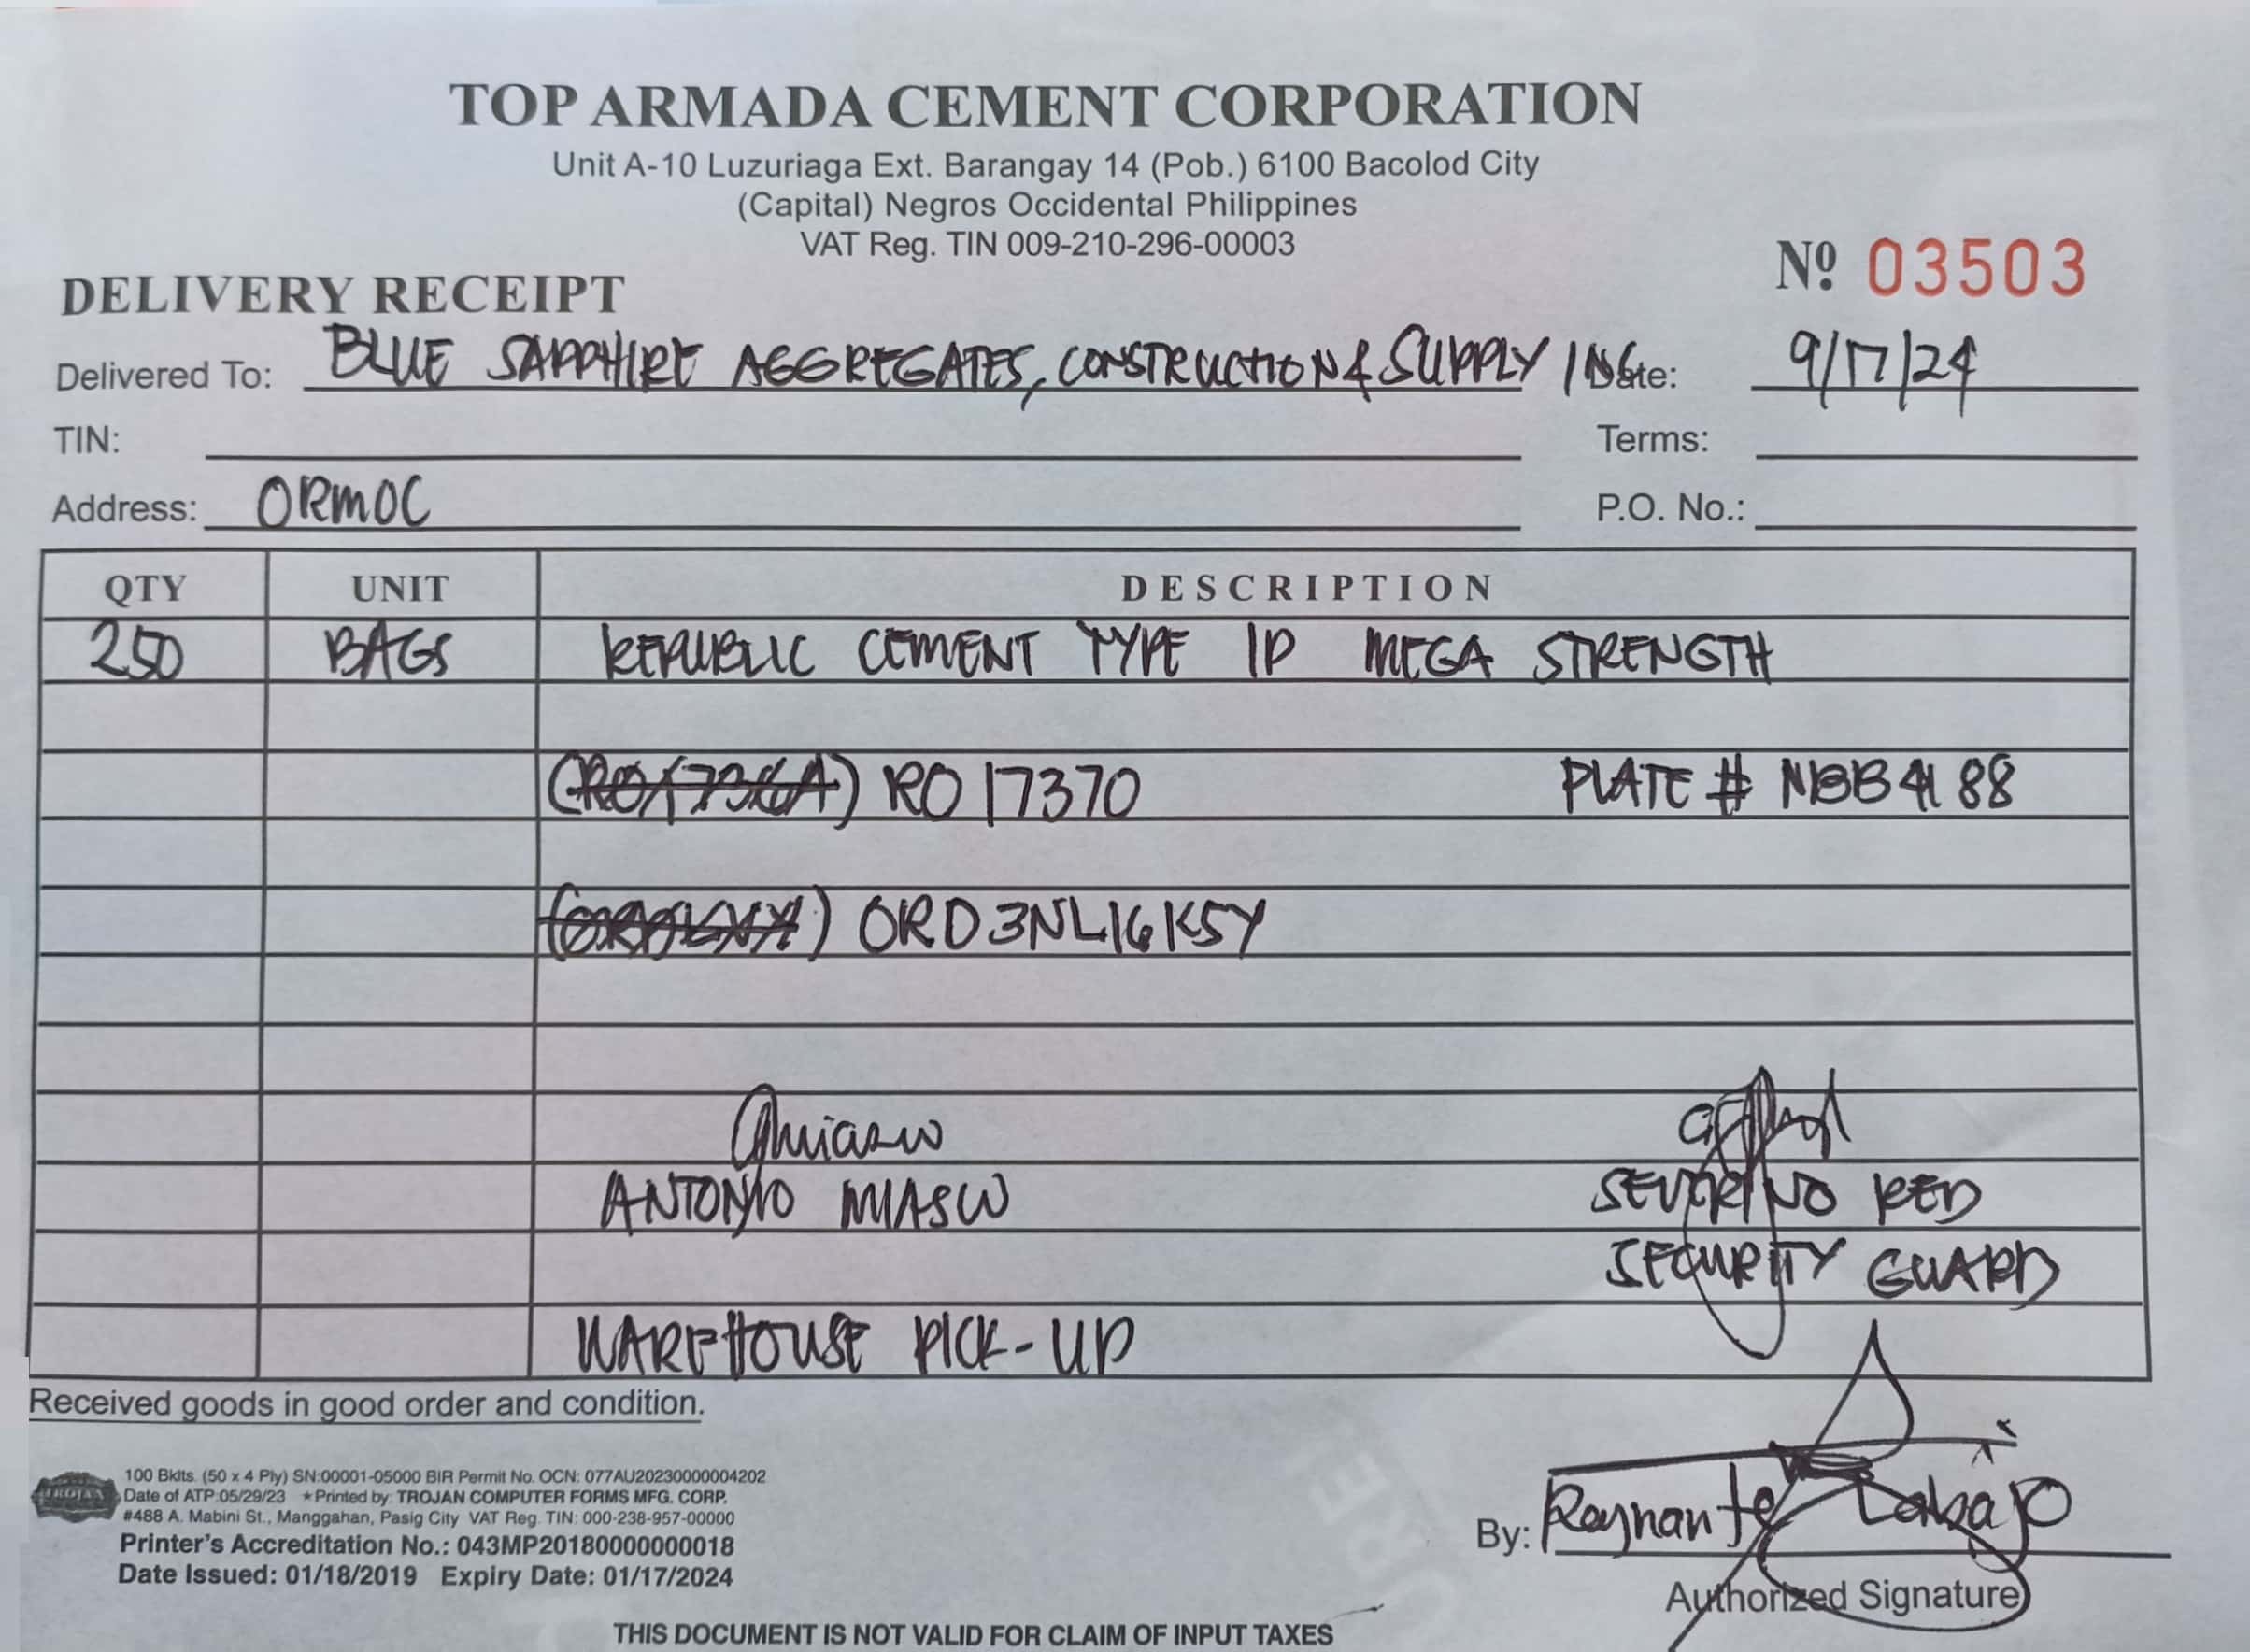 TOP ARMADA CEMENT CORPORATION
Unit A-10 Luzuriaga Ext. Barangay 14 (Pob.) 6100 Bacolod City
(Capital) Negros Occidental Philippines
VAT Reg. TIN 009-210-296-00003
Nº 03503
DELIVERY RECEIPT
Delivered To: BLUE SAPPHIRE AGGREGATES, CONSTRUCTION & SUPPLY INC Date: 9/17/24
TIN: Terms:
Address: ORMOC P.O. No.:
QTY UNIT DESCRIPTION
250 BAGS REPUBLIC CEMENT TYPE 1P MEGA STRENGTH
RO 17370 PLATE # NBB 4188
ORD3NL16K5Y
ANTONIO MIASCO
SEVERINO RED
SECURITY GUARD
WAREHOUSE PICK-UP
Received goods in good order and condition.
TROJAN
100 Bklts. (50 x 4 Ply) SN:00001-05000 BIR Permit No. OCN: 077AU20230000004202
Date of ATP:05/29/23 ★Printed by: TROJAN COMPUTER FORMS MFG. CORP.
#488 A. Mabini St., Manggahan, Pasig City VAT Reg. TIN: 000-238-957-00000
Printer's Accreditation No.: 043MP20180000000018
Date Issued: 01/18/2019 Expiry Date: 01/17/2024
By: Reynante Labajo
Authorized Signature
THIS DOCUMENT IS NOT VALID FOR CLAIM OF INPUT TAXES